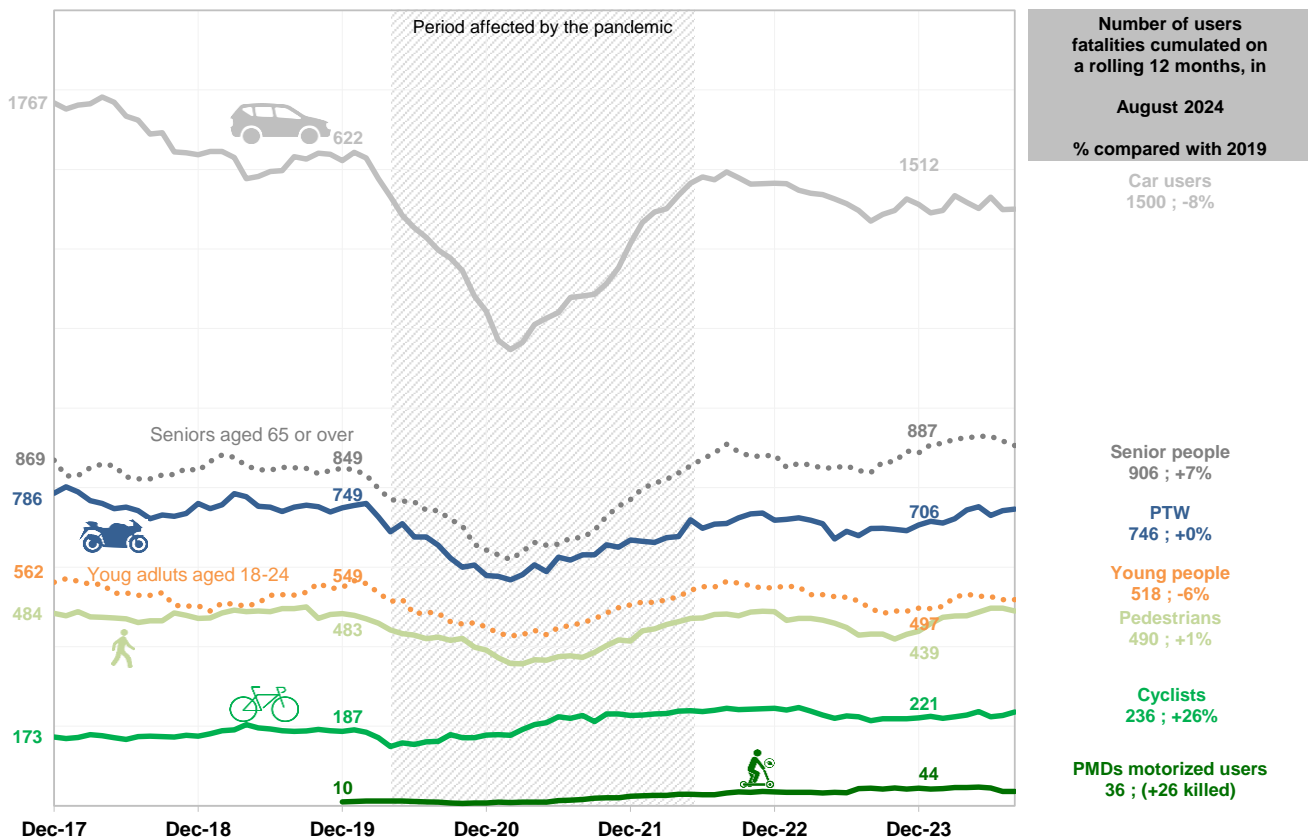 Period affected by the pandemic
Number of users
fatalities cumulated on
a rolling 12 months, in
August 2024
% compared with 2019
1767
622
1512
Car users
1500 ; -8%
Seniors aged 65 or over
869
849
887
Senior people
906 ; +7%
786
749
706
PTW
746 ; +0%
562
Youg adluts aged 18-24
549
497
Young people
518 ; -6%
484
483
439
Pedestrians
490 ; +1%
173
187
221
Cyclists
236 ; +26%
10
44
PMDs motorized users
36 ; (+26 killed)
Dec-17
Dec-18
Dec-19
Dec-20
Dec-21
Dec-22
Dec-23